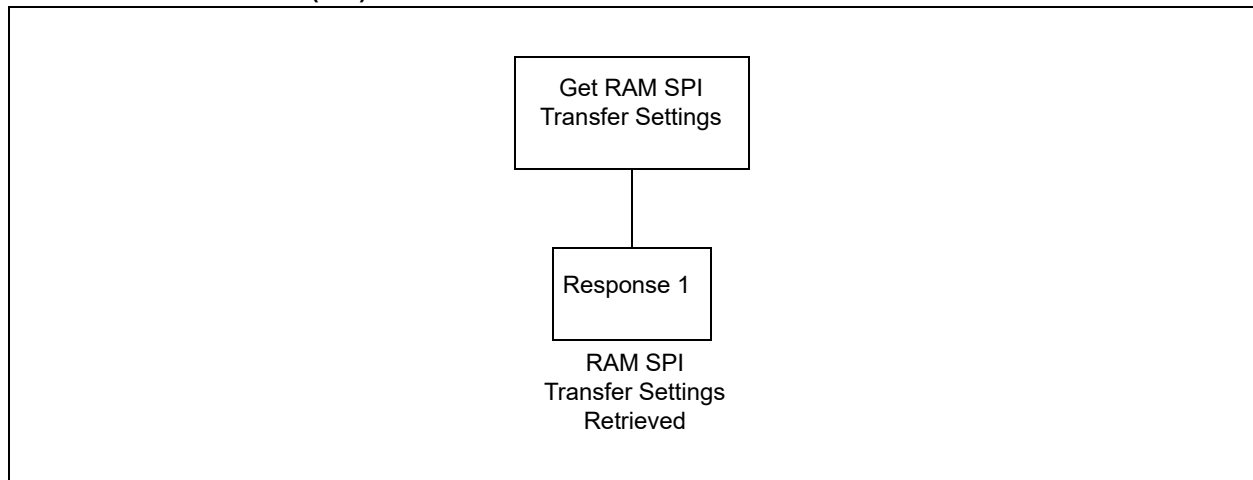 Get RAM SPI
Transfer Settings
Response 1
RAM SPI
Transfer Settings
Retrieved